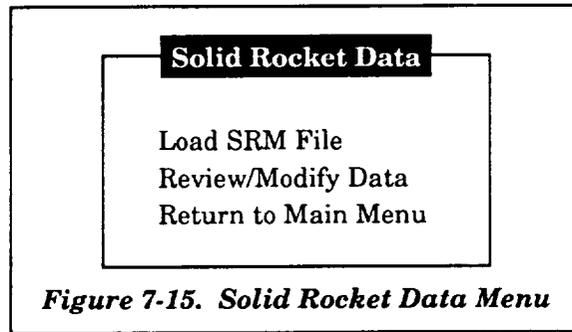 Solid Rocket Data
Load SRM File
Review/Modify Data
Return to Main Menu
Figure 7-15. Solid Rocket Data Menu